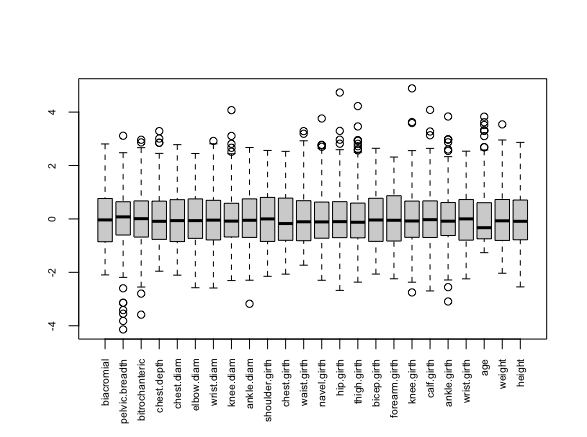 4
2
0
-2
-4
biacromial
pelvic.breadth
bitrochanteric
chest.depth
chest.diam
elbow.diam
wrist.diam
knee.diam
ankle.diam
shoulder.girth
chest.girth
waist.girth
navel.girth
hip.girth
thigh.girth
bicep.girth
forearm.girth
knee.girth
calf.girth
ankle.girth
wrist.girth
age
weight
height